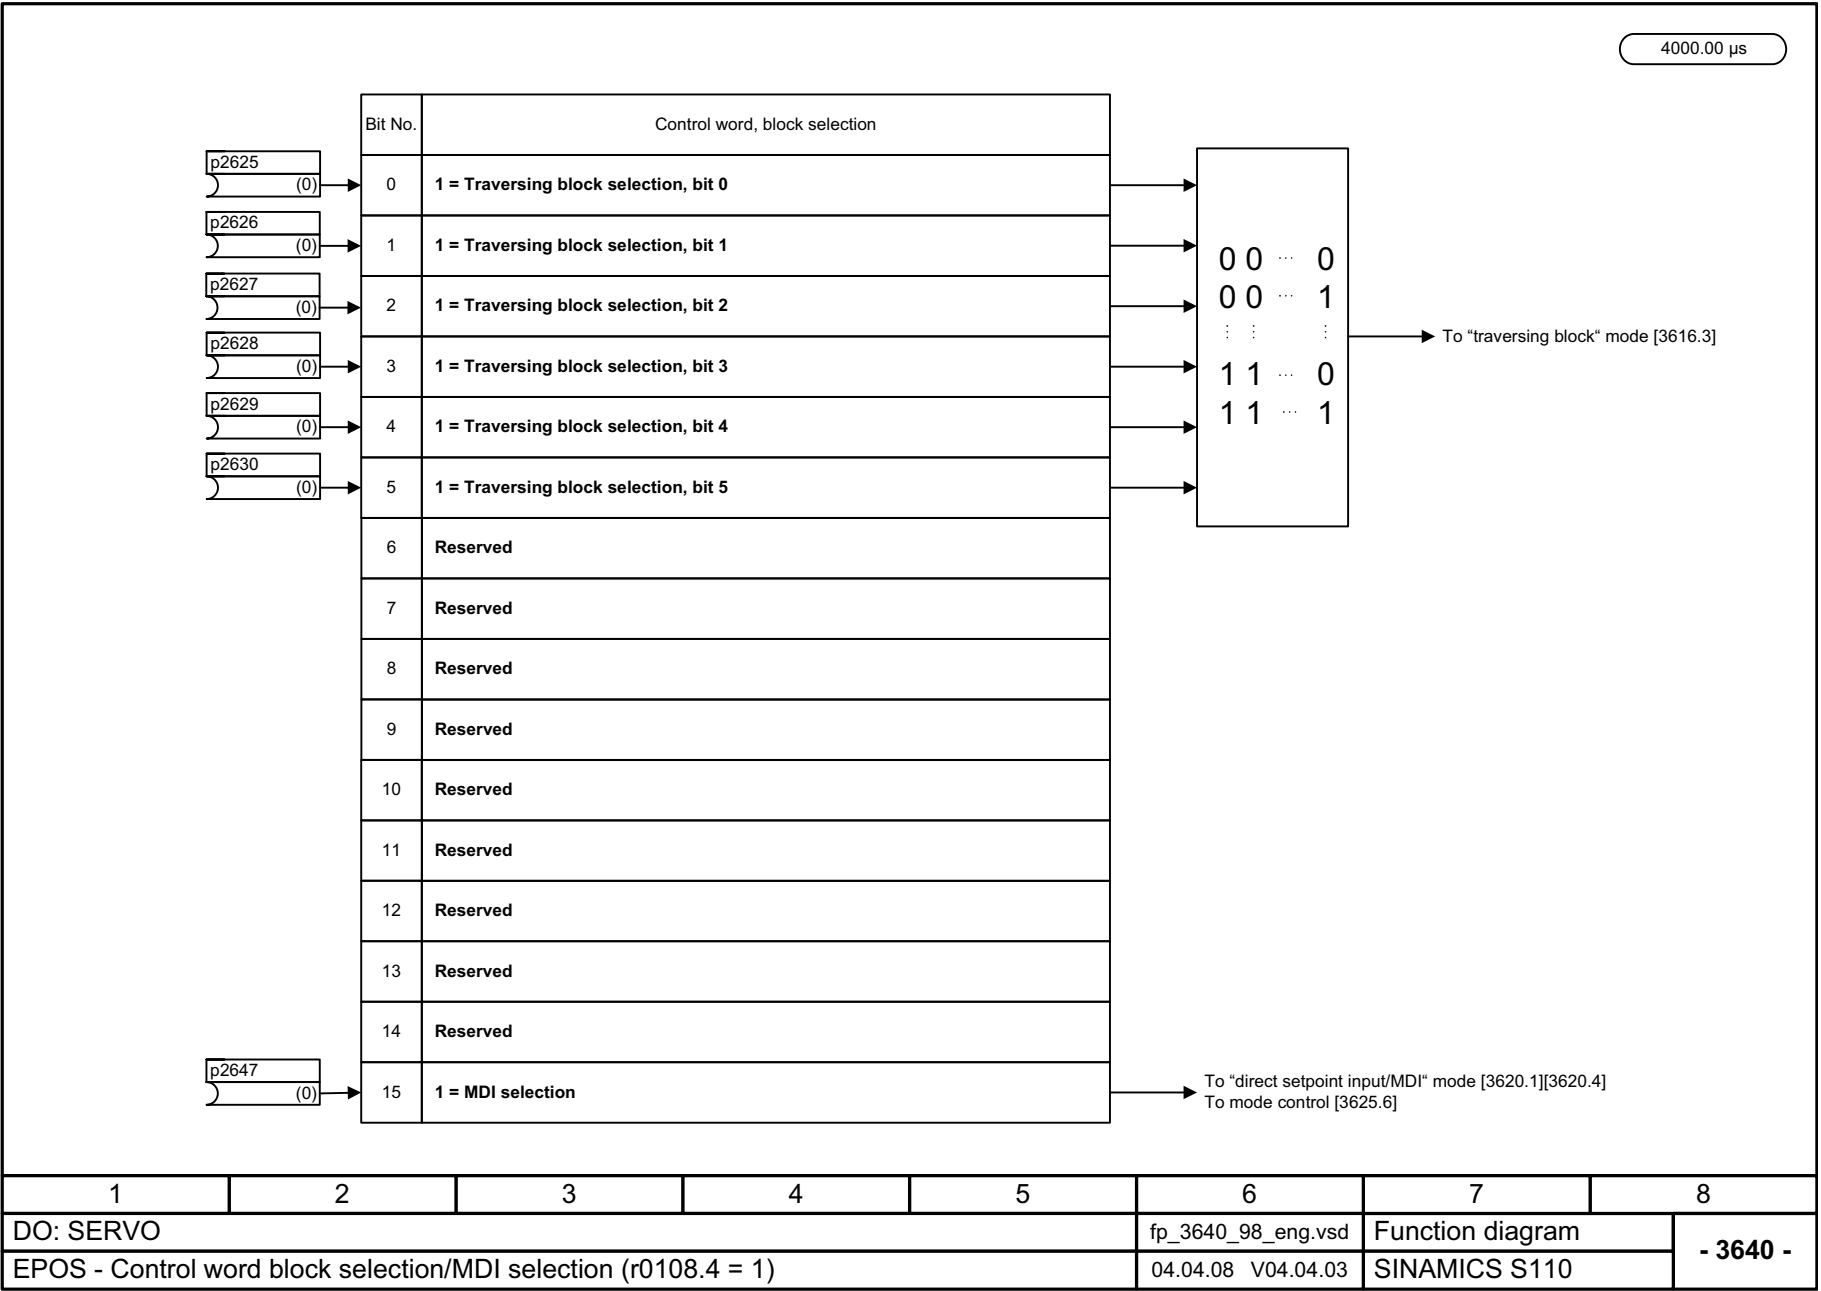 4000.00 µs
Bit No. Control word, block selection
p2625
(0) 0 1 = Traversing block selection, bit 0
p2626
(0) 1 1 = Traversing block selection, bit 1
p2627
(0) 2 1 = Traversing block selection, bit 2
p2628
(0) 3 1 = Traversing block selection, bit 3
p2629
(0) 4 1 = Traversing block selection, bit 4
p2630
(0) 5 1 = Traversing block selection, bit 5
0 0 ... 0
0 0 ... 1
⋮ ⋮ ⋮
1 1 ... 0
1 1 ... 1
To “traversing block“ mode [3616.3]
6 Reserved
7 Reserved
8 Reserved
9 Reserved
10 Reserved
11 Reserved
12 Reserved
13 Reserved
14 Reserved
p2647
(0) 15 1 = MDI selection
To “direct setpoint input/MDI“ mode [3620.1][3620.4]
To mode control [3625.6]
1 2 3 4 5 6 7 8
DO: SERVO fp_3640_98_eng.vsd Function diagram
- 3640 -
EPOS - Control word block selection/MDI selection (r0108.4 = 1) 04.04.08 V04.04.03 SINAMICS S110